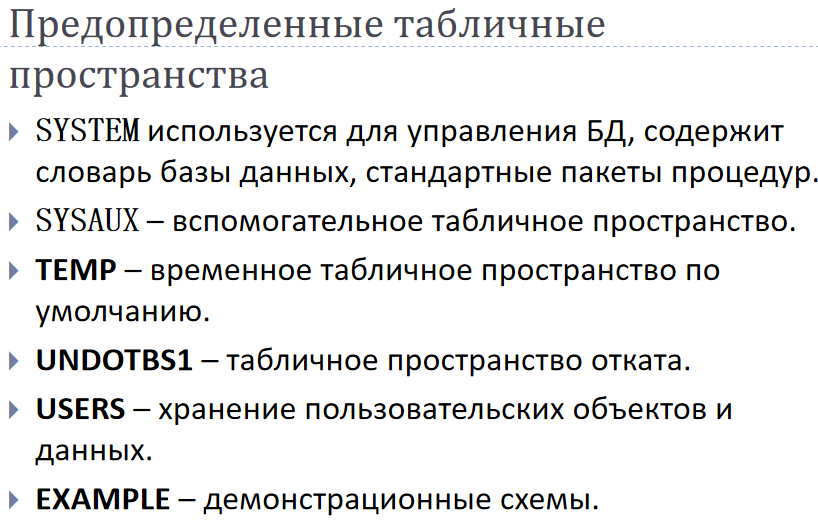 Предопределенные табличные
пространства
SYSTEM используется для управления БД, содержит
словарь базы данных, стандартные пакеты процедур.
SYSAUX – вспомогательное табличное пространство.
TEMP – временное табличное пространство по
умолчанию.
UNDOTBS1 – табличное пространство отката.
USERS – хранение пользовательских объектов и
данных.
EXAMPLE – демонстрационные схемы.